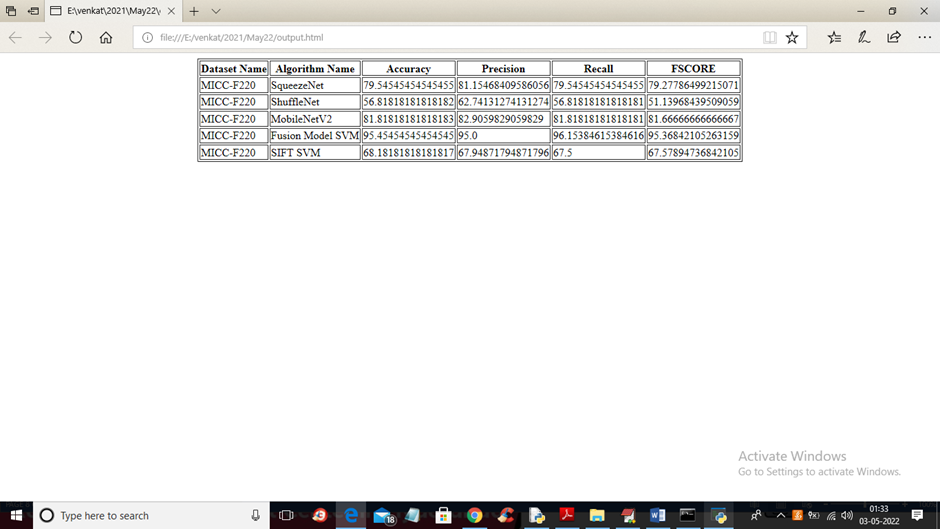 E:\venkat\2021\May22\
file:///E:/venkat/2021/May22/output.html
Dataset Name Algorithm Name Accuracy Precision Recall FSCORE
MICC-F220 SqueezeNet 79.54545454545455 81.15468409586056 79.54545454545455 79.27786499215071
MICC-F220 ShuffleNet 56.81818181818182 62.74131274131274 56.81818181818181 51.13968439509059
MICC-F220 MobileNetV2 81.81818181818183 82.9059829059829 81.81818181818181 81.66666666666667
MICC-F220 Fusion Model SVM 95.45454545454545 95.0 96.15384615384616 95.36842105263159
MICC-F220 SIFT SVM 68.18181818181817 67.94871794871796 67.5 67.57894736842105
Activate Windows
Go to Settings to activate Windows.
Type here to search
18
01:33
03-05-2022